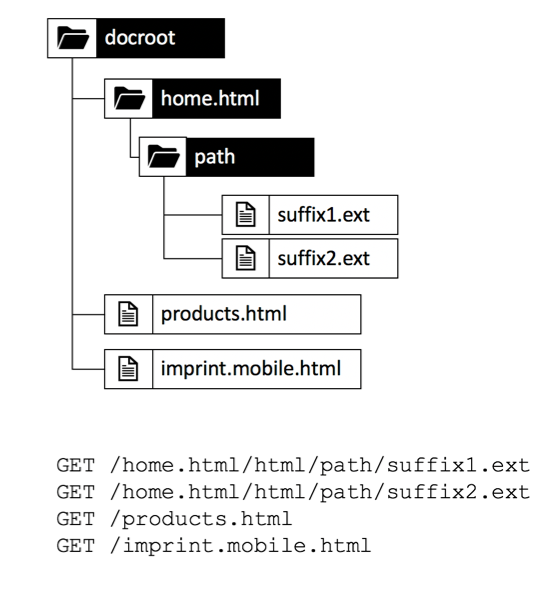 docroot
home.html
path
suffix1.ext
suffix2.ext
products.html
imprint.mobile.html
GET /home.html/html/path/suffix1.ext
GET /home.html/html/path/suffix2.ext
GET /products.html
GET /imprint.mobile.html